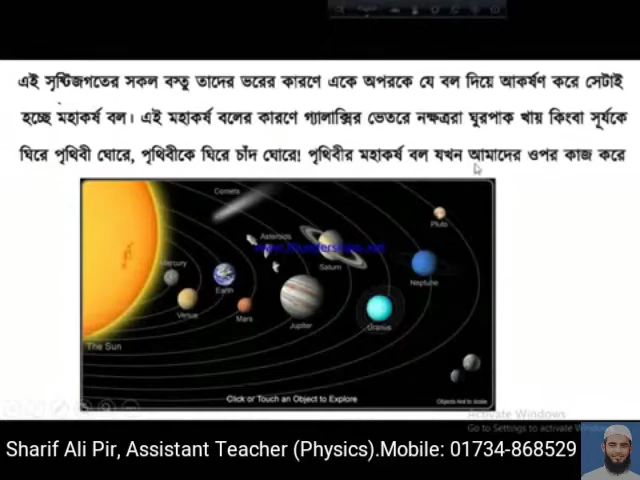 এই সৃষ্টিজগতের সকল বস্তু তাদের ভরের কারণে একে অপরকে যে বল দিয়ে আকর্ষণ করে সেটাই
হচ্ছে মহাকর্ষ বল। এই মহাকর্ষ বলের কারণে গ্যালাক্সির ভেতরে নক্ষত্ররা ঘুরপাক খায় কিংবা সূর্যকে
ঘিরে পৃথিবী ঘোরে, পৃথিবীকে ঘিরে চাঁদ ঘোরে! পৃথিবীর মহাকর্ষ বল যখন আমাদের ওপর কাজ করে
Comets
Pluto
Asteroids
Saturn
Mercury
Earth
Neptune
Venus
Mars
Jupiter
Uranus
The Sun
Click or Touch an Object to Explore
Objects Not to Scale
Activate Windows
Go to Settings to activate
Sharif Ali Pir, Assistant Teacher (Physics).Mobile: 01734-868529